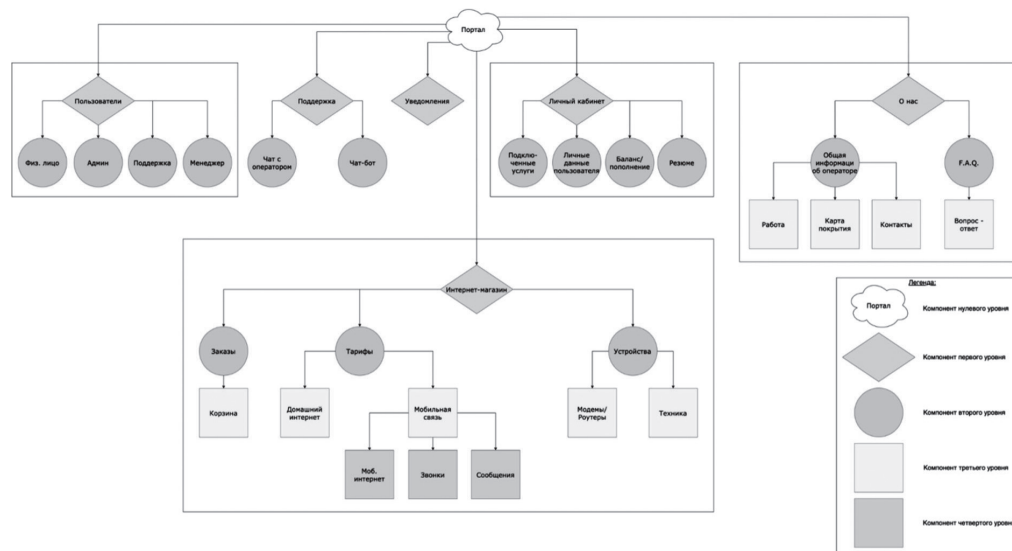 Портал
Пользователи
Поддержка
Уведомления
Личный кабинет
О нас
Физ. лицо
Админ
Поддержка
Менеджер
Чат с
оператором
Чат-бот
Подклю-
ченные
услуги
Личные
данные
пользователя
Баланс/
пополнение
Резюме
Общая
информаци
об операторе
F.A.Q.
Работа
Карта
покрытия
Контакты
Вопрос -
ответ
Интернет-магазин
Заказы
Тарифы
Устройства
Корзина
Домашний
интернет
Мобильная
связь
Модемы/
Роутеры
Техника
Моб.
интернет
Звонки
Сообщения
Легенда:
Портал
Компонент нулевого уровня
Компонент первого уровня
Компонент второго уровня
Компонент третьего уровня
Компонент четвертого уровня